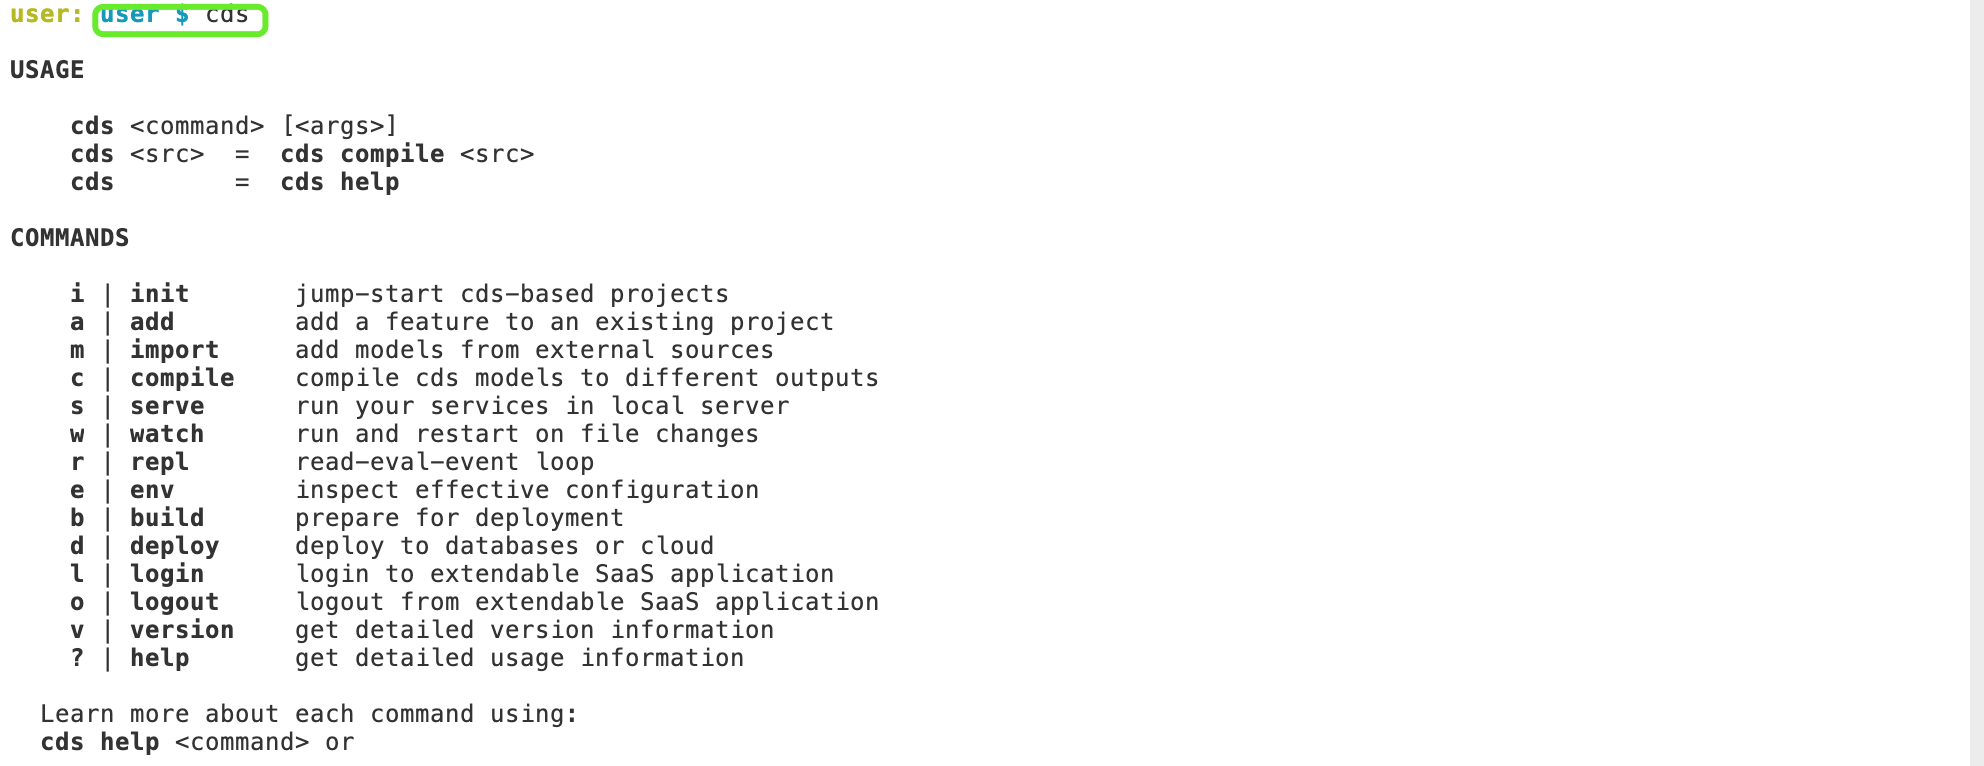 user: user $ cds
USAGE
cds <command> [<args>]
cds <src>  =  cds compile <src>
cds        =  cds help
COMMANDS
i | init       jump-start cds-based projects
a | add        add a feature to an existing project
m | import     add models from external sources
c | compile    compile cds models to different outputs
s | serve      run your services in local server
w | watch      run and restart on file changes
r | repl       read-eval-event loop
e | env        inspect effective configuration
b | build      prepare for deployment
d | deploy     deploy to databases or cloud
l | login      login to extendable SaaS application
o | logout     logout from extendable SaaS application
v | version    get detailed version information
? | help       get detailed usage information
Learn more about each command using:
cds help <command> or